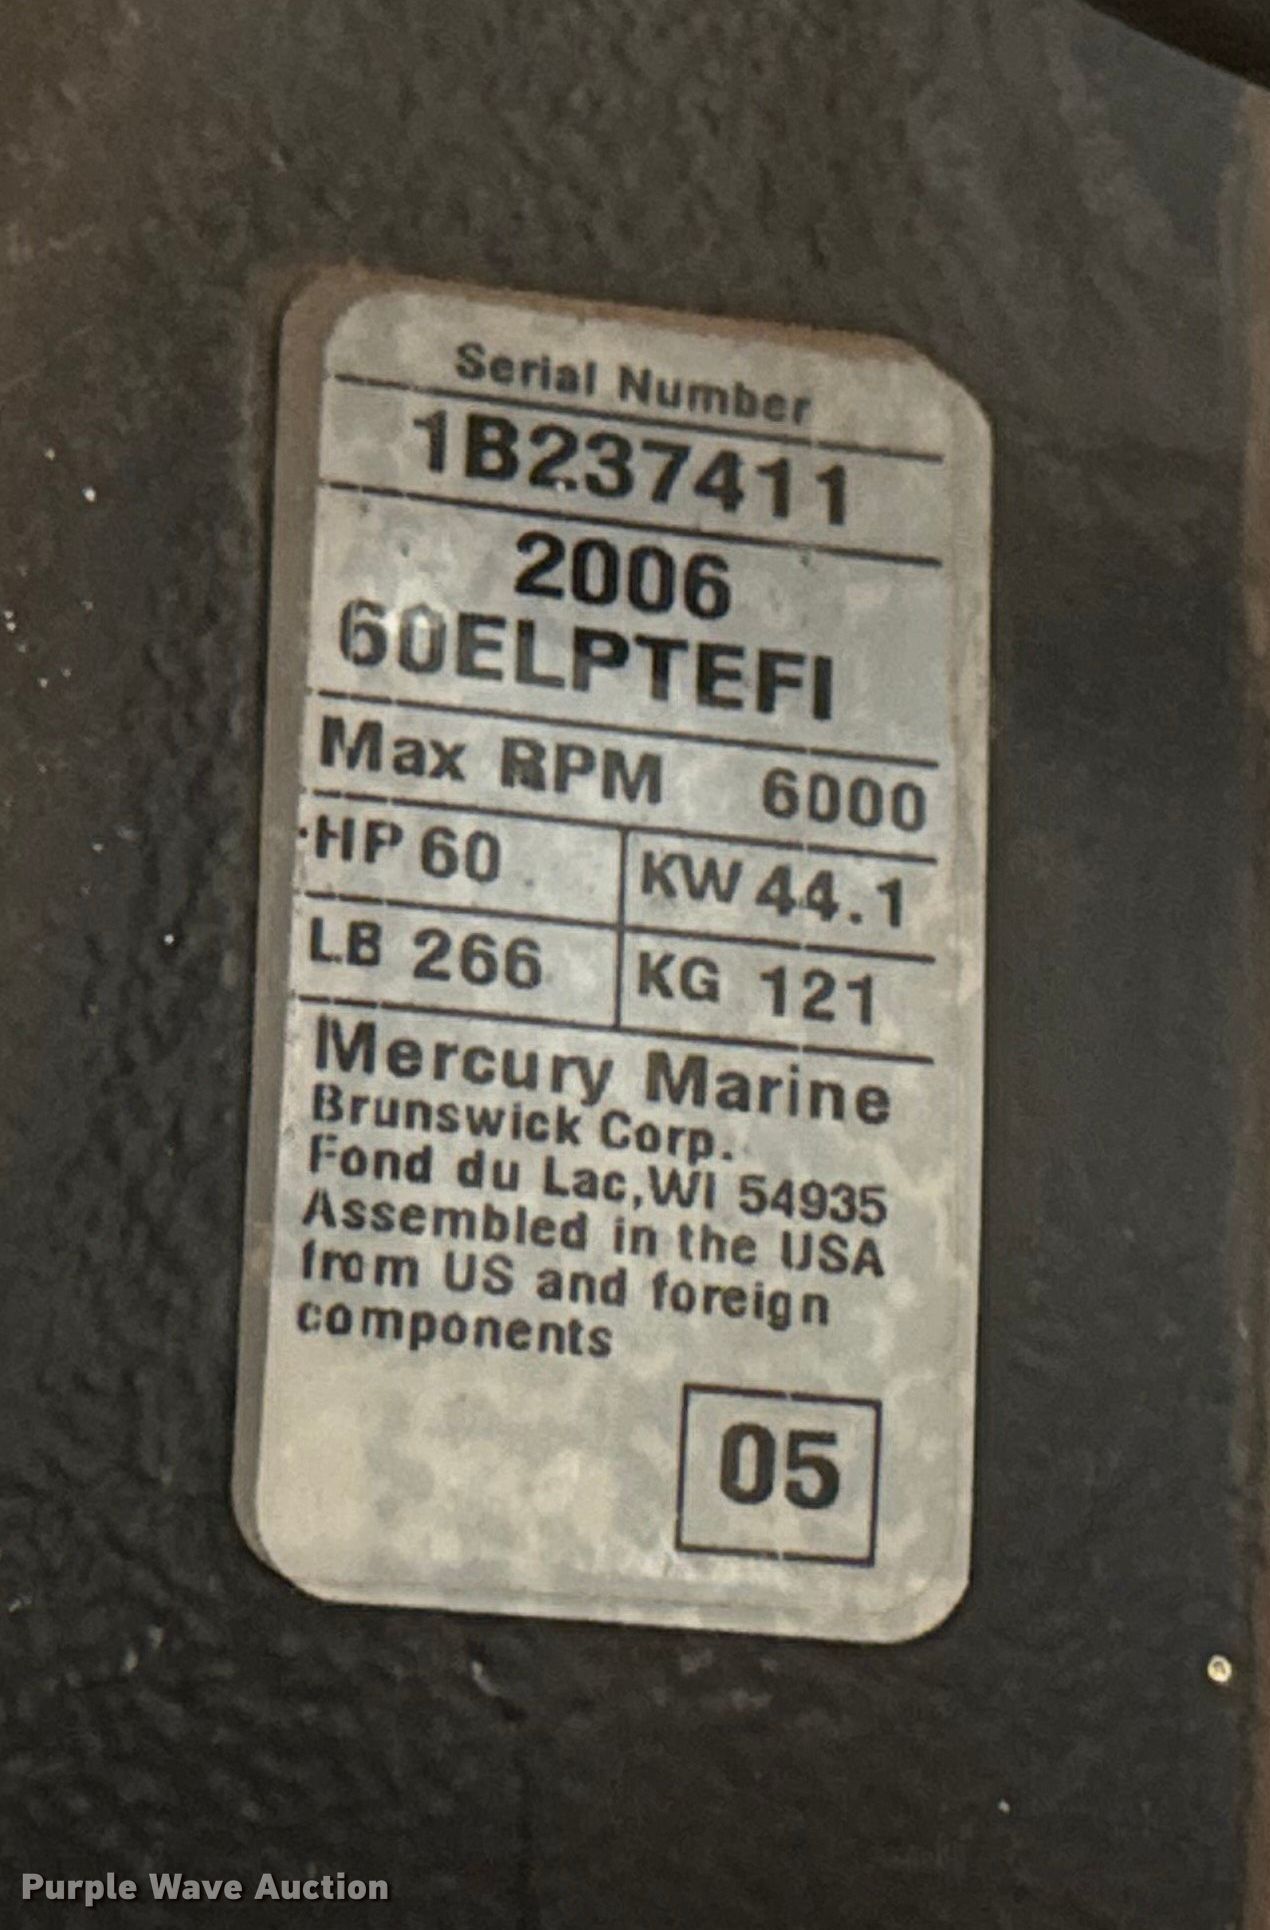 Serial Number
1B237411
2006
60ELPTEFI
Max RPM 6000
HP 60 KW 44.1
LB 266 KG 121
Mercury Marine
Brunswick Corp.
Fond du Lac,WI 54935
Assembled in the USA
from US and foreign
components
05
Purple Wave Auction